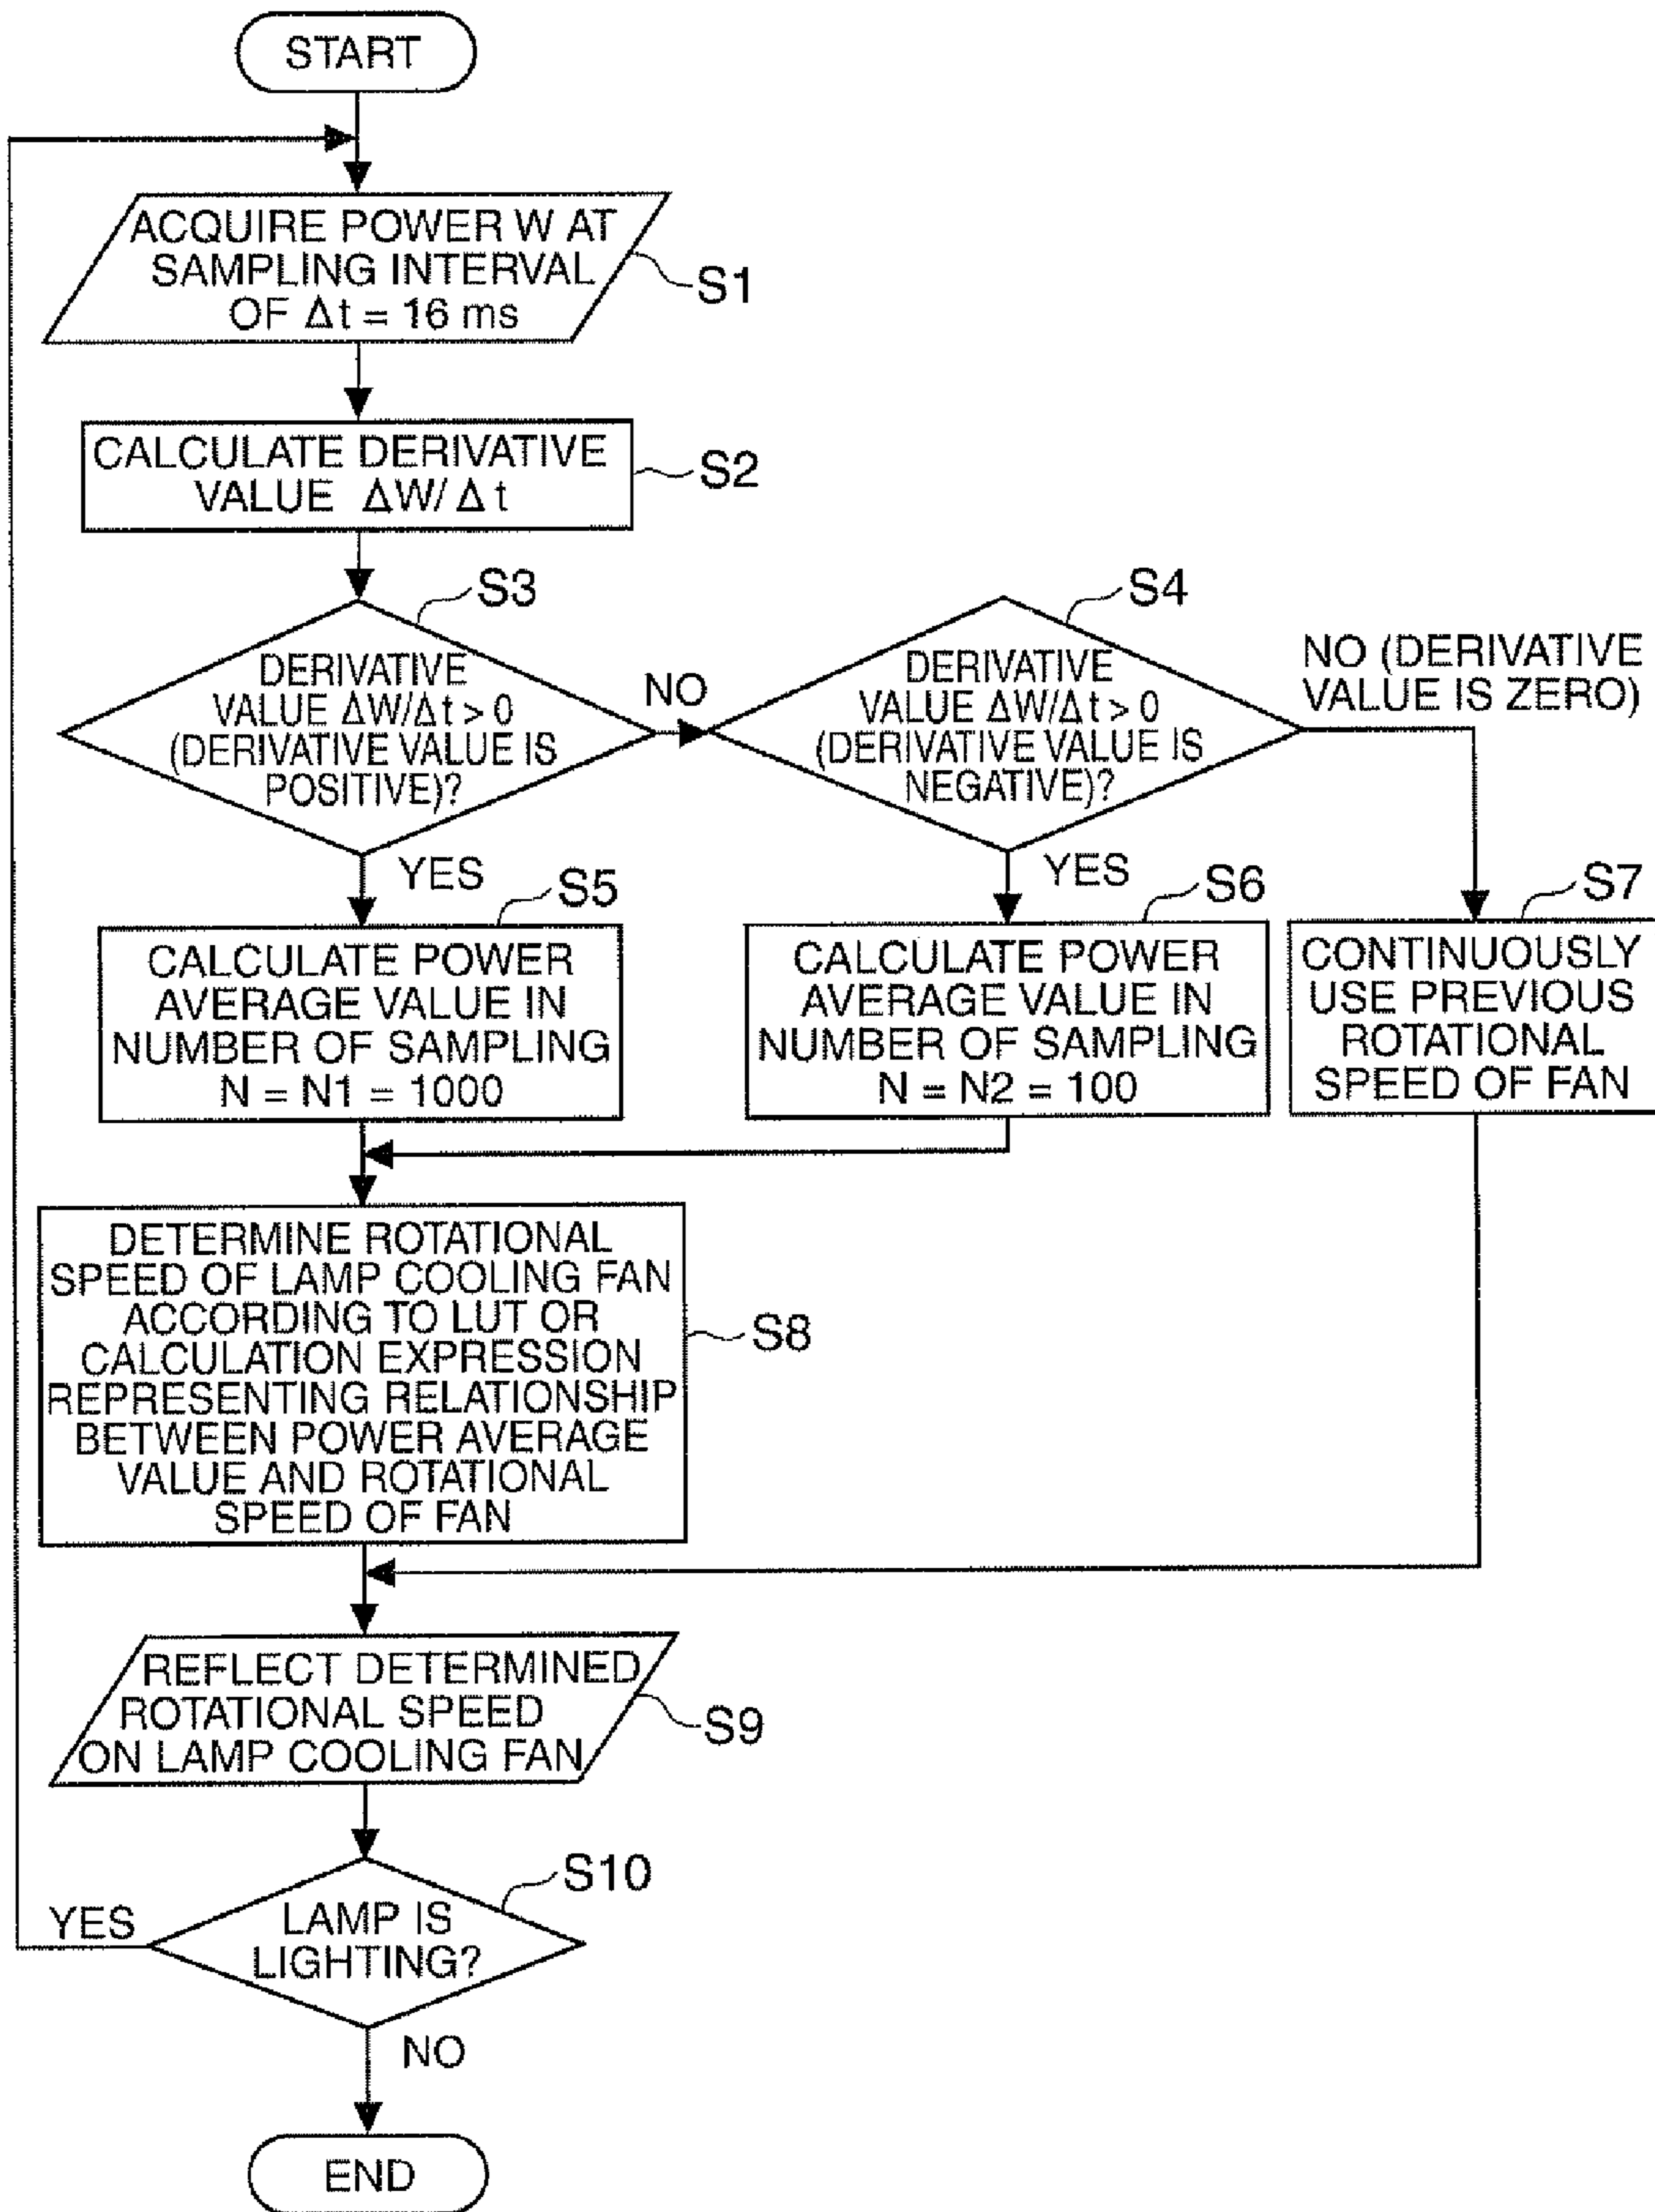 START
ACQUIRE POWER W AT
SAMPLING INTERVAL
OF Δt = 16 ms
S1
CALCULATE DERIVATIVE
VALUE ΔW/Δt
S2
S3
DERIVATIVE
VALUE ΔW/Δt > 0
(DERIVATIVE VALUE IS
POSITIVE)?
NO
YES
S4
DERIVATIVE
VALUE ΔW/Δt > 0
(DERIVATIVE VALUE IS
NEGATIVE)?
YES
NO (DERIVATIVE
VALUE IS ZERO)
S5
CALCULATE POWER
AVERAGE VALUE IN
NUMBER OF SAMPLING
N = N1 = 1000
S6
CALCULATE POWER
AVERAGE VALUE IN
NUMBER OF SAMPLING
N = N2 = 100
S7
CONTINUOUSLY
USE PREVIOUS
ROTATIONAL
SPEED OF FAN
DETERMINE ROTATIONAL
SPEED OF LAMP COOLING FAN
ACCORDING TO LUT OR
CALCULATION EXPRESSION
REPRESENTING RELATIONSHIP
BETWEEN POWER AVERAGE
VALUE AND ROTATIONAL
SPEED OF FAN
S8
REFLECT DETERMINED
ROTATIONAL SPEED
ON LAMP COOLING FAN
S9
S10
LAMP IS
LIGHTING?
YES
NO
END